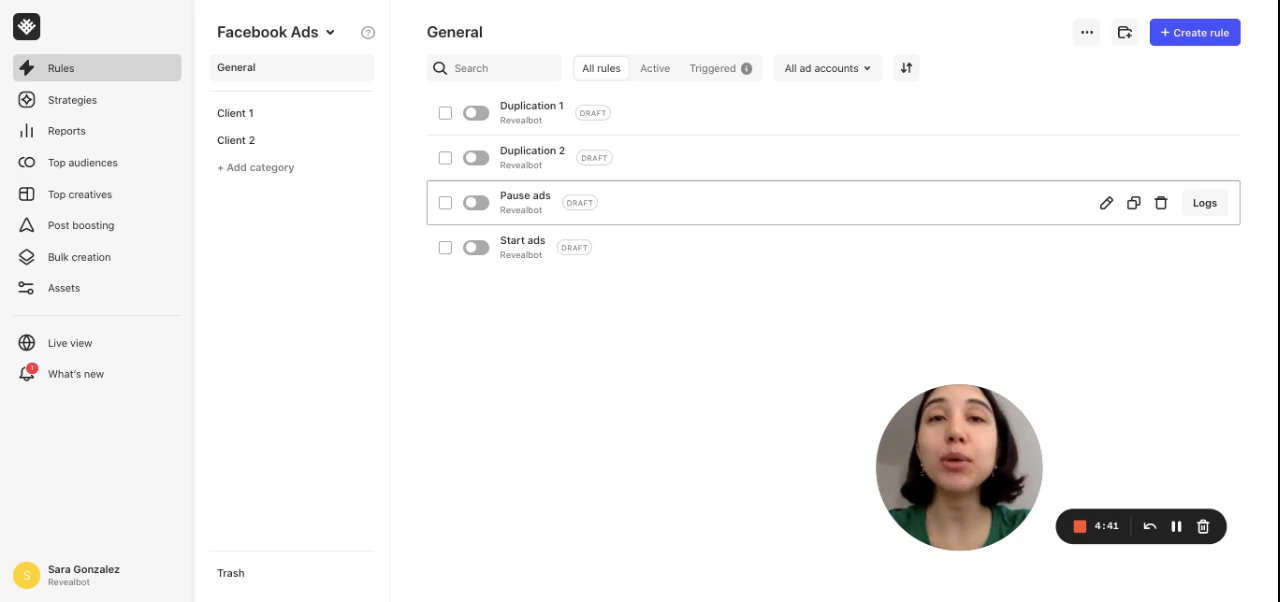 Rules
Strategies
Reports
Top audiences
Top creatives
Post boosting
Bulk creation
Assets
Live view
1
What's new
S
Sara Gonzalez
Revealbot
Facebook Ads
?
General
Client 1
Client 2
+ Add category
Trash
General
+ Create rule
Search
All rules Active Triggered i
All ad accounts
Duplication 1 DRAFT
Revealbot
Duplication 2 DRAFT
Revealbot
Pause ads DRAFT
Revealbot
Logs
Start ads DRAFT
Revealbot
4:41